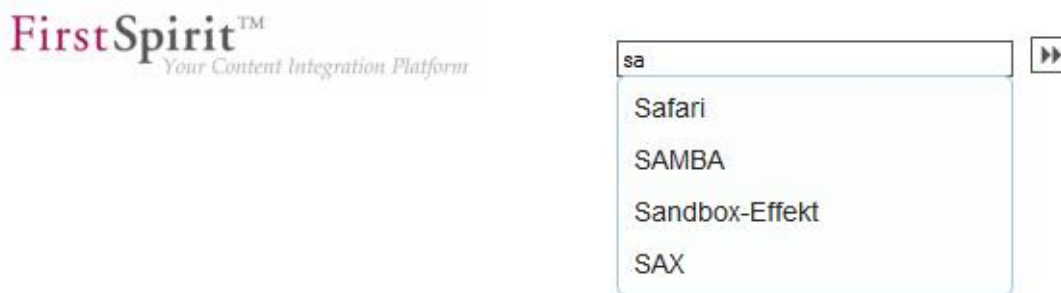 FirstSpirit™
Your Content Integration Platform
sa
Safari
SAMBA
Sandbox-Effekt
SAX